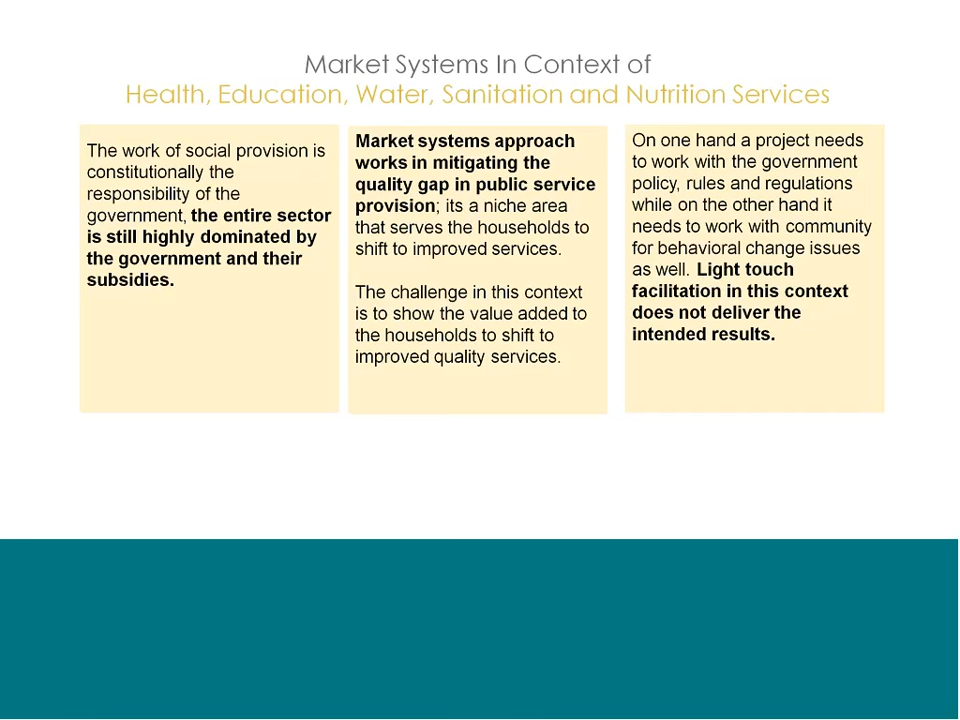 Market Systems In Context of
Health, Education, Water, Sanitation and Nutrition Services
The work of social provision is
constitutionally the
responsibility of the
government, the entire sector
is still highly dominated by
the government and their
subsidies.
Market systems approach
works in mitigating the
quality gap in public service
provision; its a niche area
that serves the households to
shift to improved services.
The challenge in this context
is to show the value added to
the households to shift to
improved quality services.
On one hand a project needs
to work with the government
policy, rules and regulations
while on the other hand it
needs to work with community
for behavioral change issues
as well. Light touch
facilitation in this context
does not deliver the
intended results.